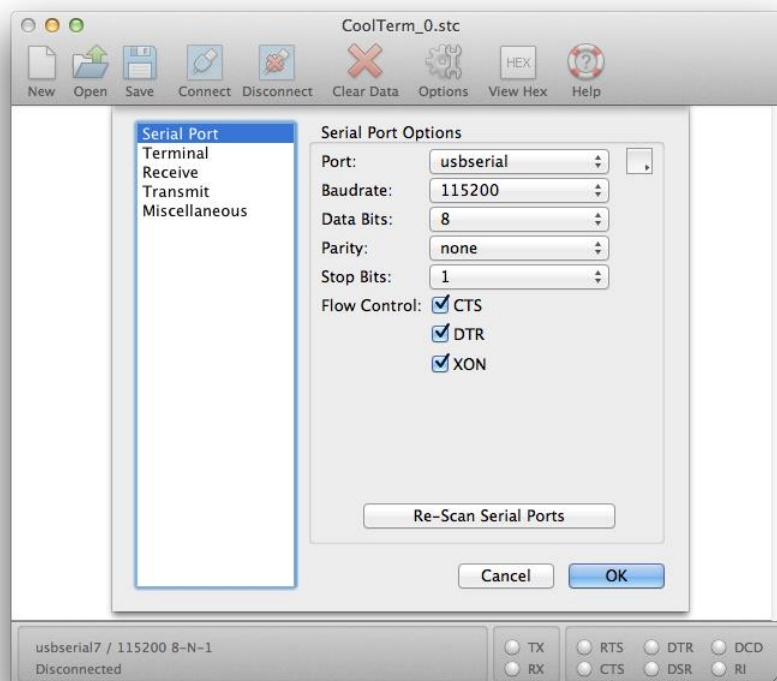 CoolTerm_0.stc
New Open Save Connect Disconnect Clear Data Options View Hex Help
HEX
Serial Port
Terminal
Receive
Transmit
Miscellaneous
Serial Port Options
Port: usbserial
Baudrate: 115200
Data Bits: 8
Parity: none
Stop Bits: 1
Flow Control: CTS
DTR
XON
Re-Scan Serial Ports
Cancel OK
usbserial7 / 115200 8-N-1
Disconnected
TX RTS DTR DCD
RX CTS DSR RI